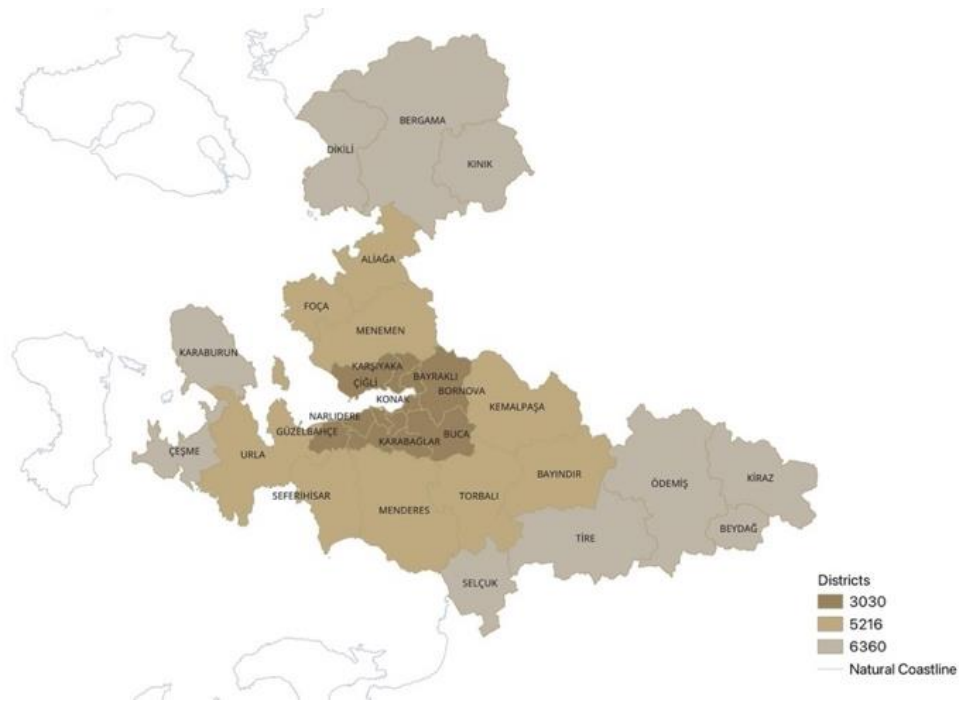 BERGAMA
DİKİLİ
KINIK
ALİAĞA
FOÇA
MENEMEN
KARABURUN
KARŞIYAKA
BAYRAKLI
ÇİĞLİ
BORNOVA
KONAK
KEMALPAŞA
NARLIDERE
GÜZELBAHÇE
BUCA
KARABAĞLAR
ÇEŞME
URLA
BAYINDIR
KİRAZ
ÖDEMİŞ
SEFERİHİSAR
TORBALI
MENDERES
BEYDAĞ
TİRE
SELÇUK
Districts
3030
5216
6360
Natural Coastline